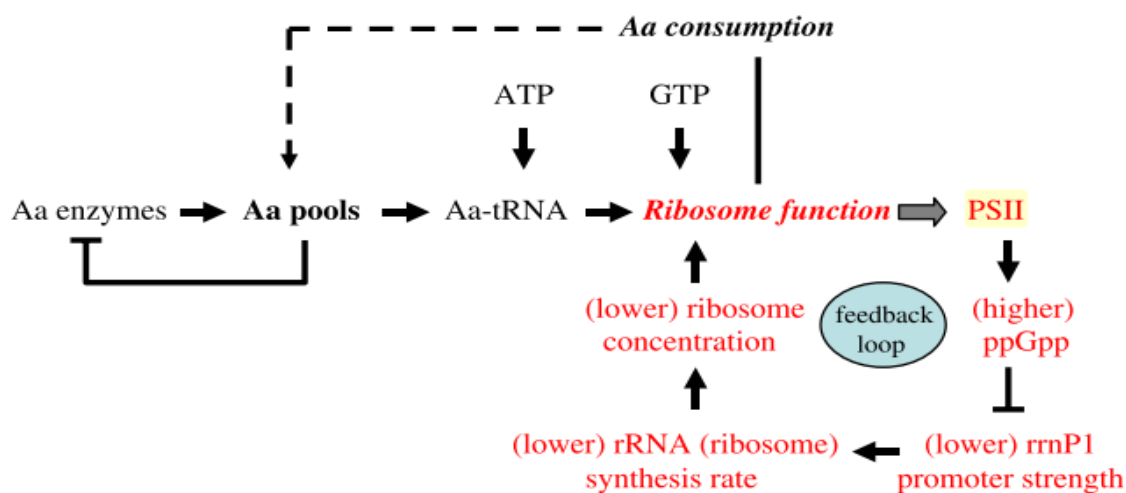 Aa consumption
ATP
GTP
Aa enzymes
Aa pools
Aa-tRNA
Ribosome function
PSII
(lower) ribosome
concentration
feedback
loop
(higher)
ppGpp
(lower) rRNA (ribosome)
synthesis rate
(lower) rrnP1
promoter strength